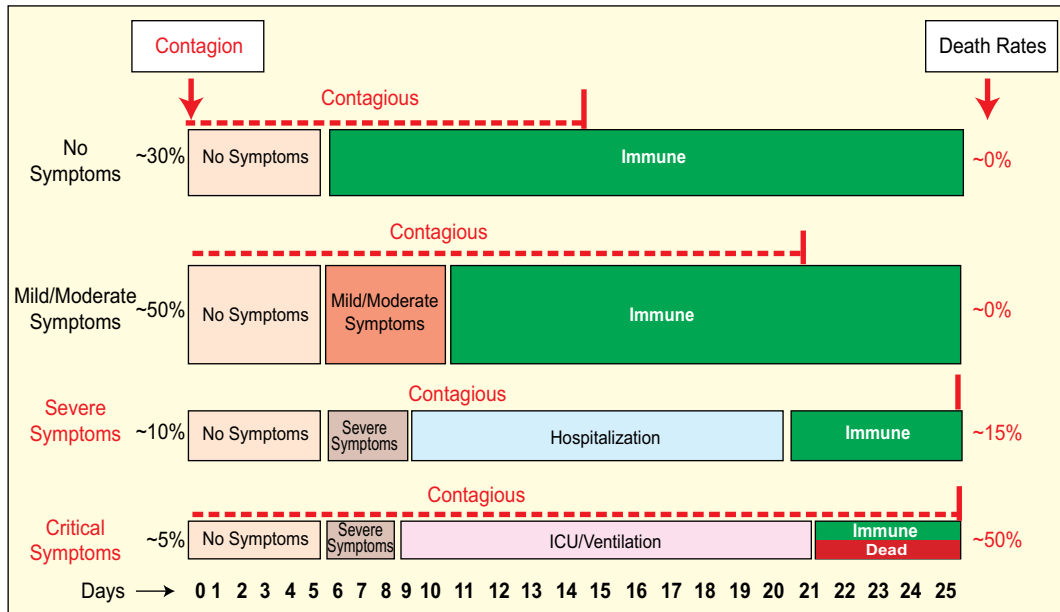 Contagion
Death Rates
Contagious
No
Symptoms
~30%
No Symptoms
Immune
~0%
Contagious
Mild/Moderate
Symptoms
~50%
No Symptoms
Mild/Moderate
Symptoms
Immune
~0%
Contagious
Severe
Symptoms
~10%
No Symptoms
Severe
Symptoms
Hospitalization
Immune
~15%
Contagious
Critical
Symptoms
~5%
No Symptoms
Severe
Symptoms
ICU/Ventilation
Immune
Dead
~50%
Days 0 1 2 3 4 5 6 7 8 9 10 11 12 13 14 15 16 17 18 19 20 21 22 23 24 25